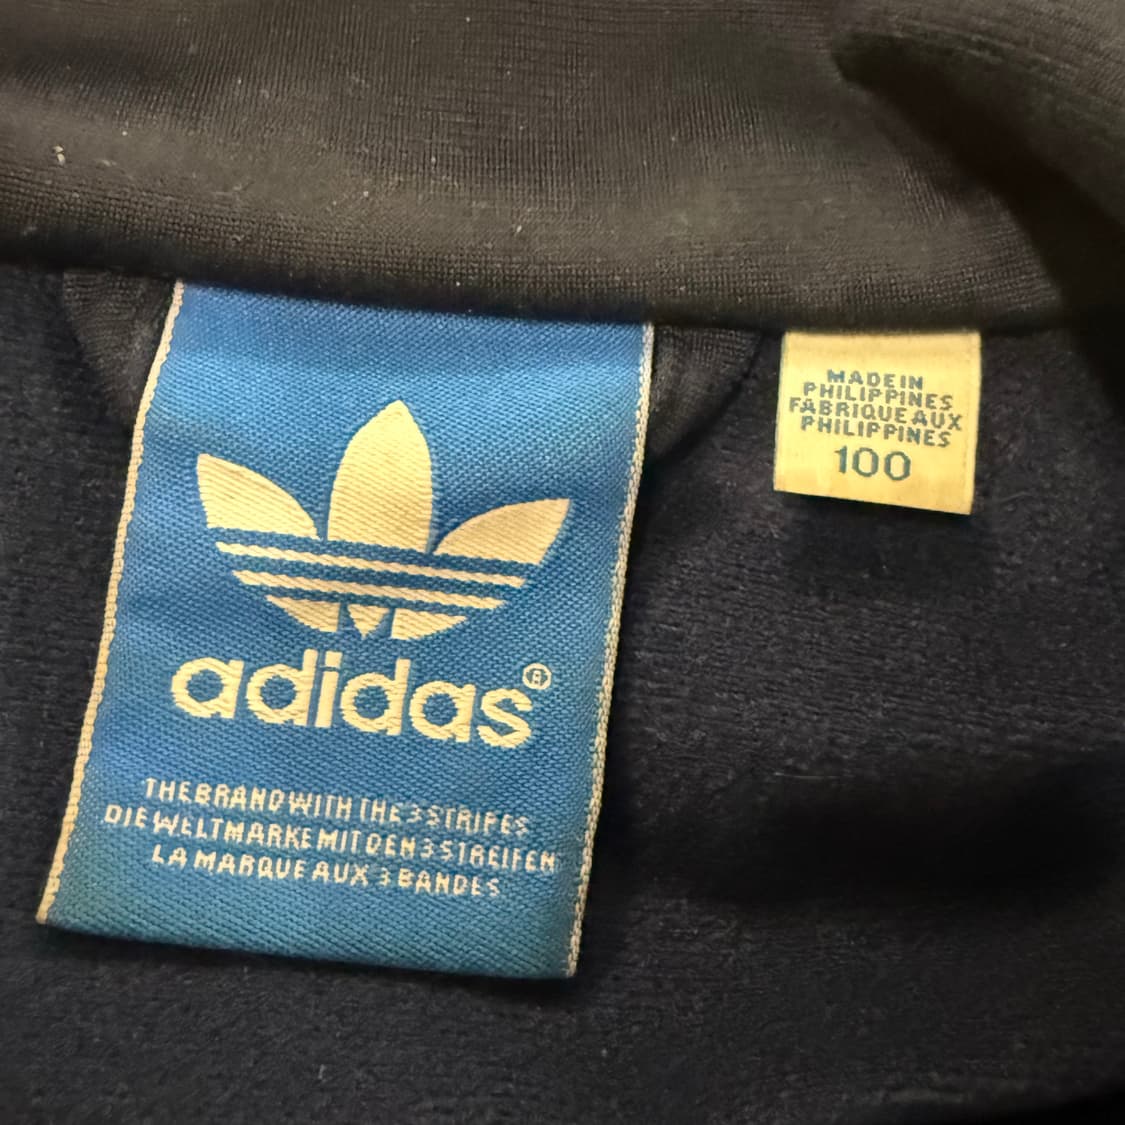 adidas®
THE BRAND WITH THE 3 STRIPES
DIE WELTMARKE MIT DEN 3 STREIFEN
LA MARQUE AUX 3 BANDES
MADE IN
PHILIPPINES
FABRIQUE AUX
PHILIPPINES
100